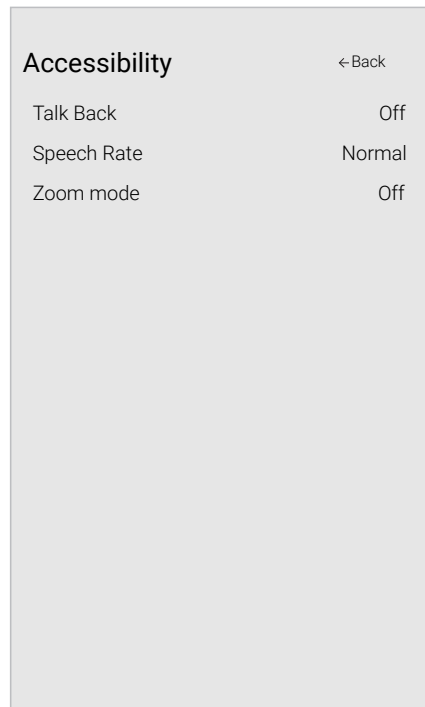 Accessibility ←Back
Talk Back Off
Speech Rate Normal
Zoom mode Off